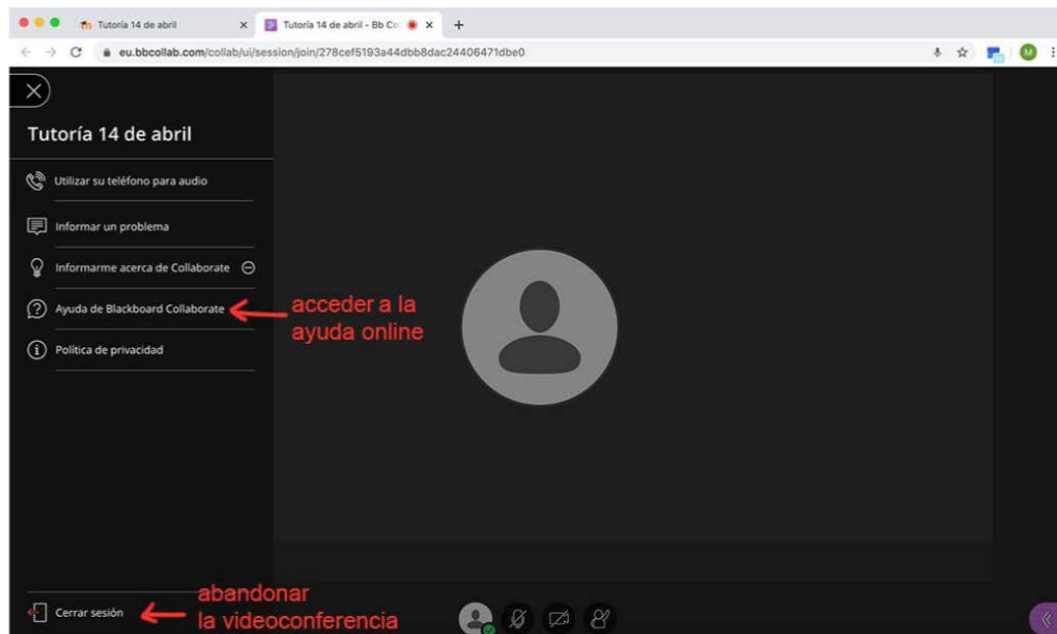 Tutoría 14 de abril
Tutoría 14 de abril - Bb Co
eu.bbcollab.com/collab/ui/session/join/278cef5193a44dbb8dac24406471dbe0
M
Tutoría 14 de abril
Utilizar su teléfono para audio
Informar un problema
Informarme acerca de Collaborate
Ayuda de Blackboard Collaborate
acceder a la
ayuda online
Política de privacidad
Cerrar sesión
abandonar
la videoconferencia